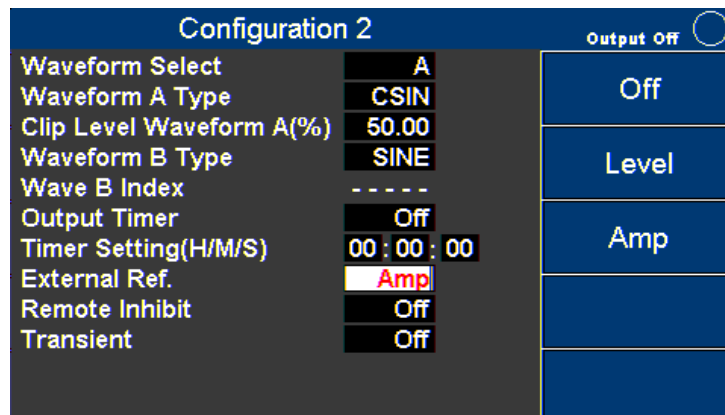 Configuration 2
Output Off
Waveform Select A
Waveform A Type CSIN
Clip Level Waveform A(%) 50.00
Waveform B Type SINE
Wave B Index - - - - -
Output Timer Off
Timer Setting(H/M/S) 00 : 00 : 00
External Ref. Amp
Remote Inhibit Off
Transient Off
Off
Level
Amp